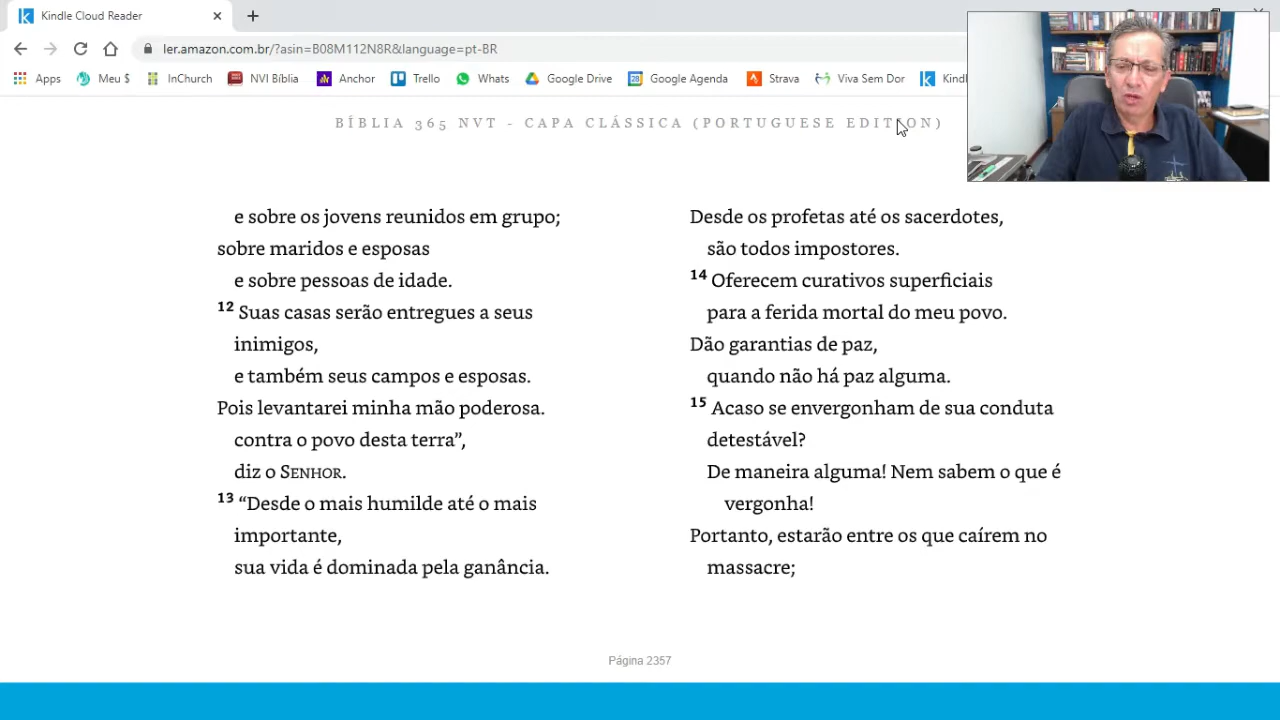 Kindle Cloud Reader
ler.amazon.com.br/?asin=B08M112N8R&language=pt-BR
Apps Meu $ InChurch NVI Bíblia Anchor Trello Whats Google Drive Google Agenda Strava Viva Sem Dor Kindl
BÍBLIA 365 NVT - CAPA CLÁSSICA (PORTUGUESE EDITION)
e sobre os jovens reunidos em grupo;
sobre maridos e esposas
e sobre pessoas de idade.
12 Suas casas serão entregues a seus
inimigos,
e também seus campos e esposas.
Pois levantarei minha mão poderosa.
contra o povo desta terra”,
diz o SENHOR.
13 “Desde o mais humilde até o mais
importante,
sua vida é dominada pela ganância.
Desde os profetas até os sacerdotes,
são todos impostores.
14 Oferecem curativos superficiais
para a ferida mortal do meu povo.
Dão garantias de paz,
quando não há paz alguma.
15 Acaso se envergonham de sua conduta
detestável?
De maneira alguma! Nem sabem o que é
vergonha!
Portanto, estarão entre os que caírem no
massacre;
Página 2357